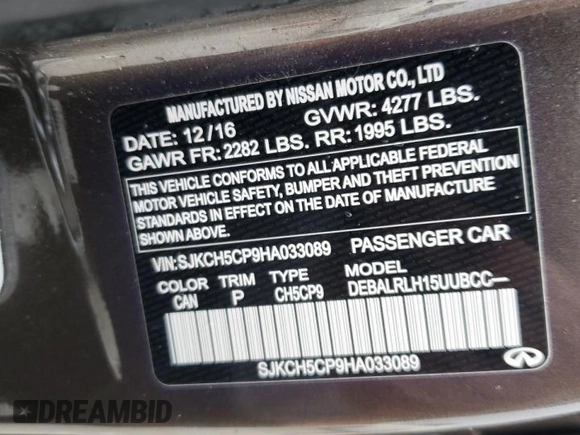 MANUFACTURED BY NISSAN MOTOR CO., LTD
DATE: 12/16 GVWR: 4277 LBS.
GAWR FR: 2282 LBS. RR: 1995 LBS.
THIS VEHICLE CONFORMS TO ALL APPLICABLE FEDERAL
MOTOR VEHICLE SAFETY, BUMPER AND THEFT PREVENTION
STANDARDS IN EFFECT ON THE DATE OF MANUFACTURE
SHOWN ABOVE.
VIN:SJKCH5CP9HA033089 PASSENGER CAR
COLOR TRIM TYPE MODEL
CAN P CH5CP9 DEBALRLH15UUBCC—
SJKCH5CP9HA033089
DREAMBID